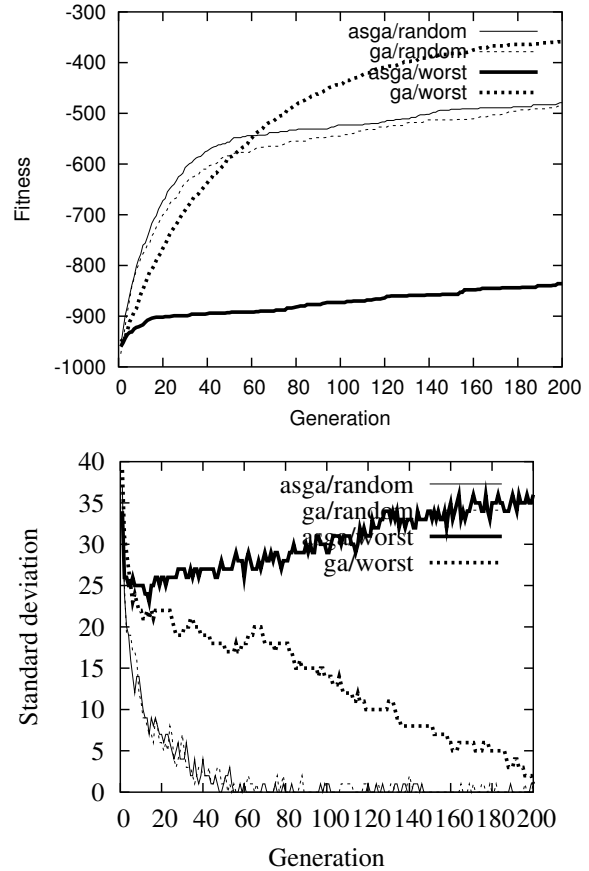 -300
-400
-500
-600
-700
-800
-900
-1000
Fitness
asga/random
ga/random
asga/worst
ga/worst
0 20 40 60 80 100 120 140 160 180 200
Generation
40
35
30
25
20
15
10
5
0
Standard deviation
asga/random
ga/random
asga/worst
ga/worst
0 20 40 60 80 100 120 140 160 180 200
Generation